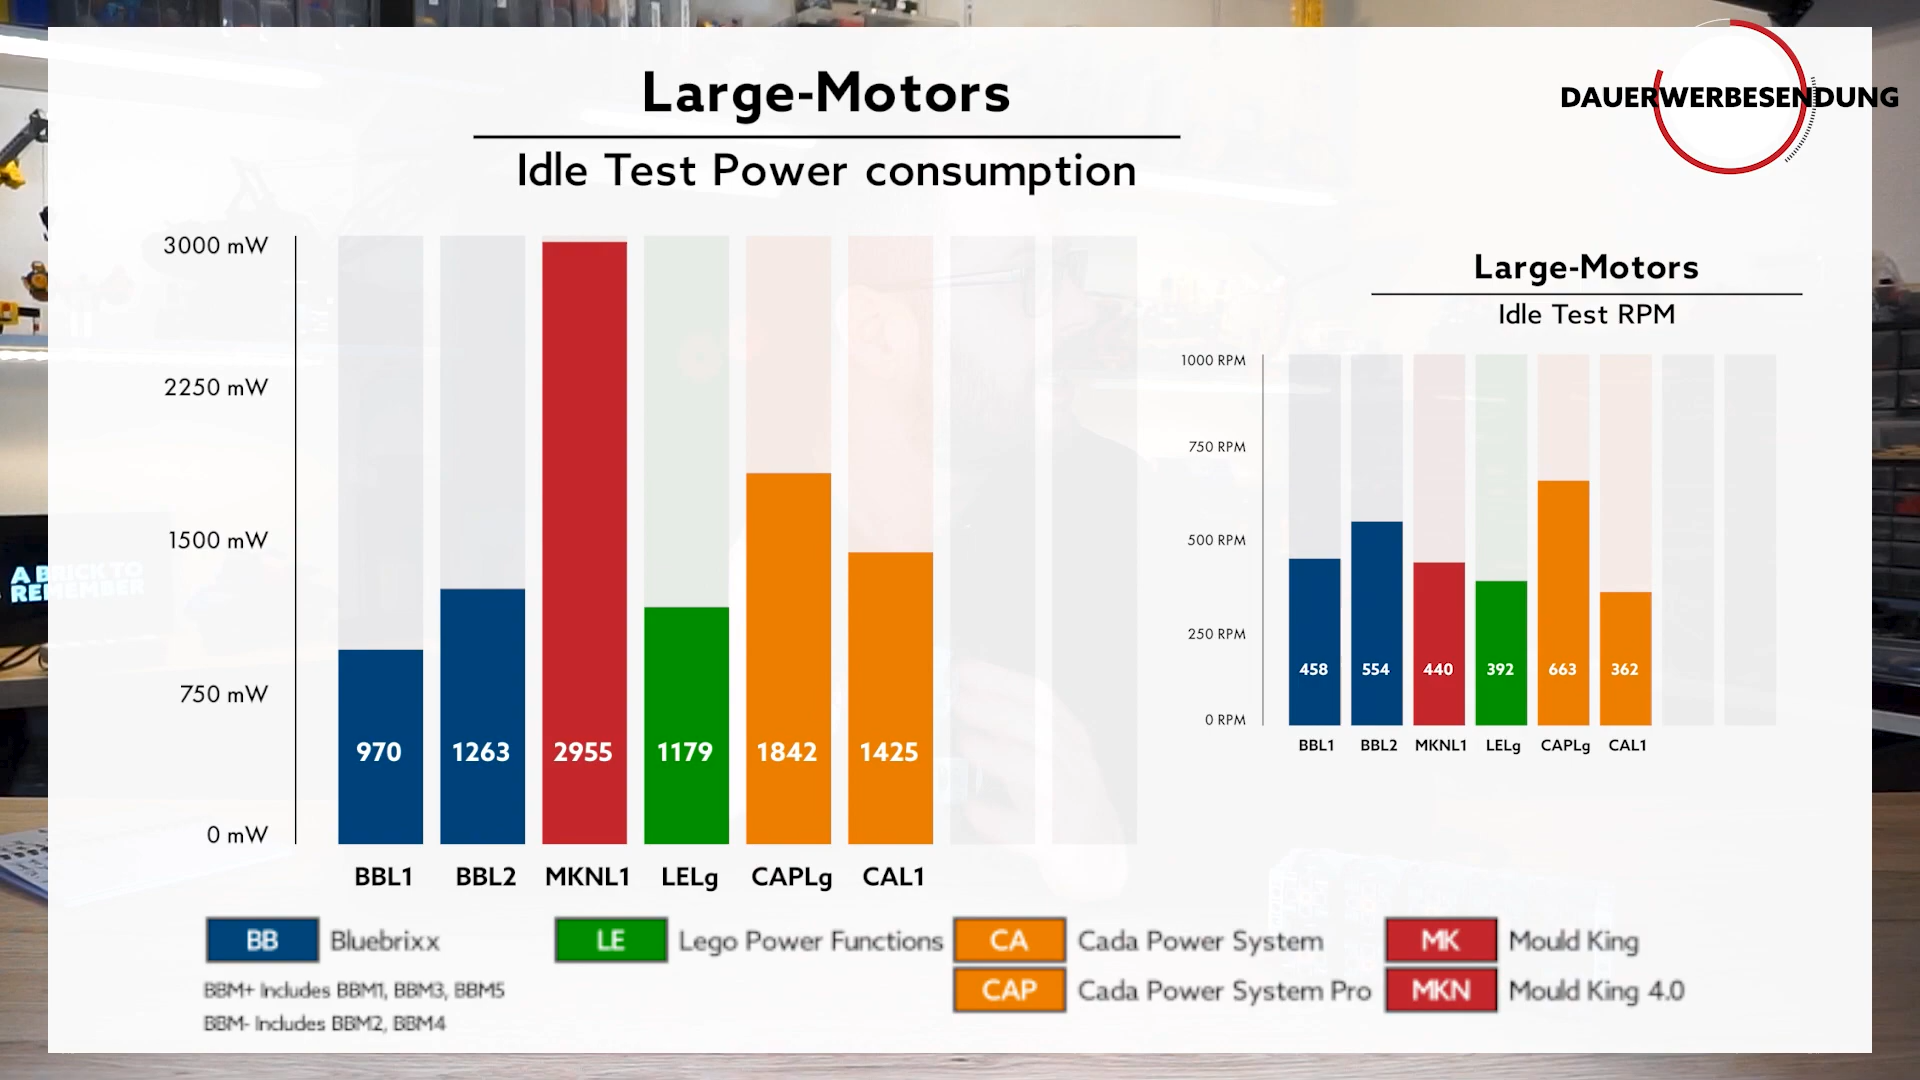 Large-Motors
Idle Test Power consumption
DAUERWERBESENDUNG
3000 mW
2250 mW
1500 mW
750 mW
0 mW
970 1263 2955 1179 1842 1425
BBL1 BBL2 MKNL1 LELg CAPLg CAL1
Large-Motors
Idle Test RPM
1000 RPM
750 RPM
500 RPM
250 RPM
0 RPM
458 554 440 392 663 362
BBL1 BBL2 MKNL1 LELg CAPLg CAL1
A BRICK TO
REMEMBER
BB Bluebrixx
LE Lego Power Functions
CA Cada Power System
MK Mould King
CAP Cada Power System Pro
MKN Mould King 4.0
BBM+ Includes BBM1, BBM3, BBM5
BBM- Includes BBM2, BBM4